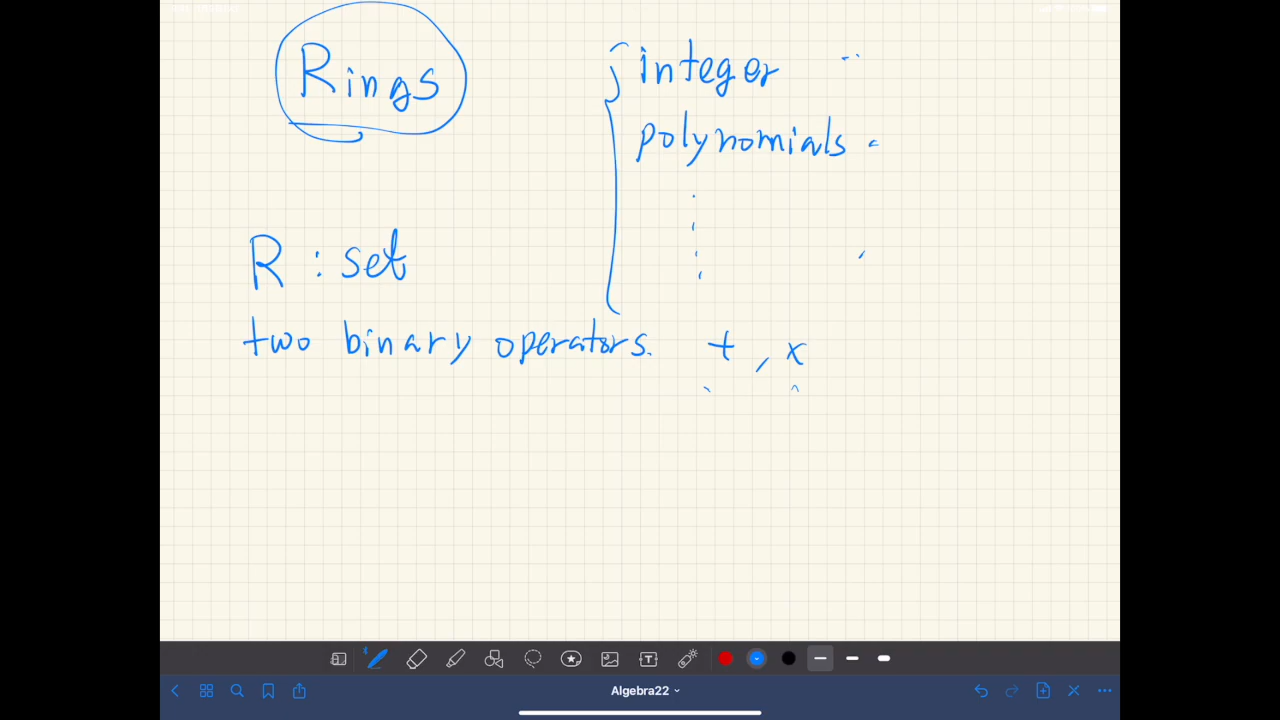 Rings
integer
polynomials
R : set
two binary operators. + , x
Algebra22